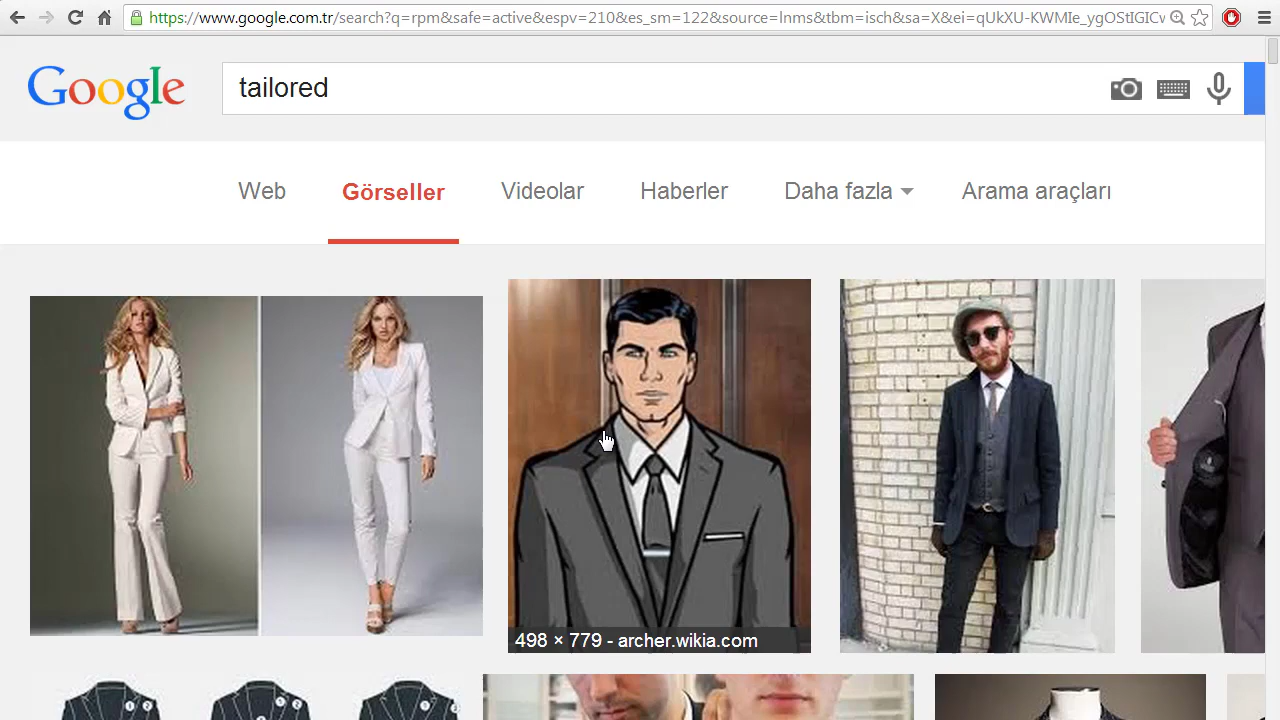 https://www.google.com.tr/search?q=rpm&safe=active&espv=210&es_sm=122&source=lnms&tbm=isch&sa=X&ei=qUkXU-KWMIe_ygOStIGICw
Google
tailored
Web Görseller Videolar Haberler Daha fazla Arama araçları
498 × 779 - archer.wikia.com